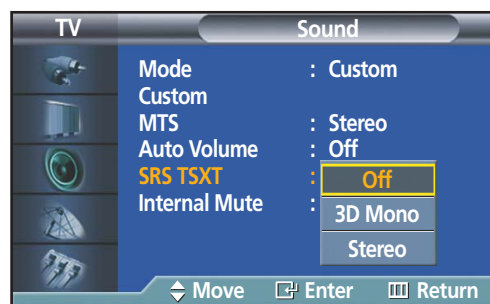 TV Sound
Mode : Custom
Custom
MTS : Stereo
Auto Volume : Off
SRS TSXT : Off
Internal Mute : 3D Mono
Stereo
Move Enter Return